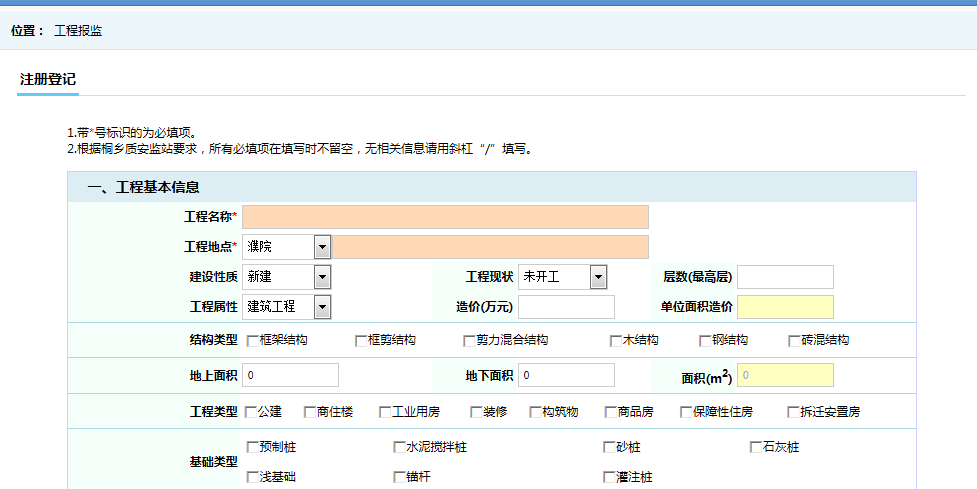 位置： 工程报监
注册登记
1.带*号标识的为必填项。
2.根据桐乡质安监站要求，所有必填项在填写时不留空，无相关信息请用斜杠“/”填写。
一、工程基本信息
工程名称*
工程地点* 濮院
建设性质 新建 工程现状 未开工 层数(最高层)
工程属性 建筑工程 造价(万元) 单位面积造价
结构类型 框架结构 框剪结构 剪力混合结构 木结构 钢结构 砖混结构
地上面积 0 地下面积 0 面积(m²) 0
工程类型 公建 商住楼 工业用房 装修 构筑物 商品房 保障性住房 拆迁安置房
基础类型 预制桩 水泥搅拌桩 砂桩 石灰桩
浅基础 锚杆 灌注桩